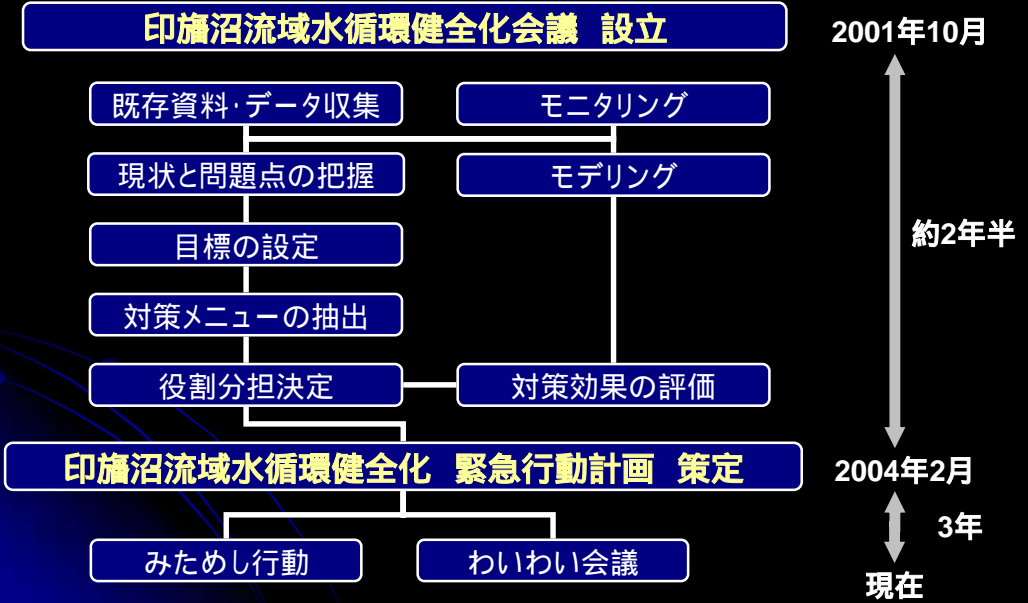 印旛沼流域水循環健全化会議 設立
2001年10月
既存資料・データ収集
モニタリング
現状と問題点の把握
モデリング
目標の設定
約2年半
対策メニューの抽出
役割分担決定
対策効果の評価
印旛沼流域水循環健全化 緊急行動計画 策定
2004年2月
3年
みためし行動
わいわい会議
現在